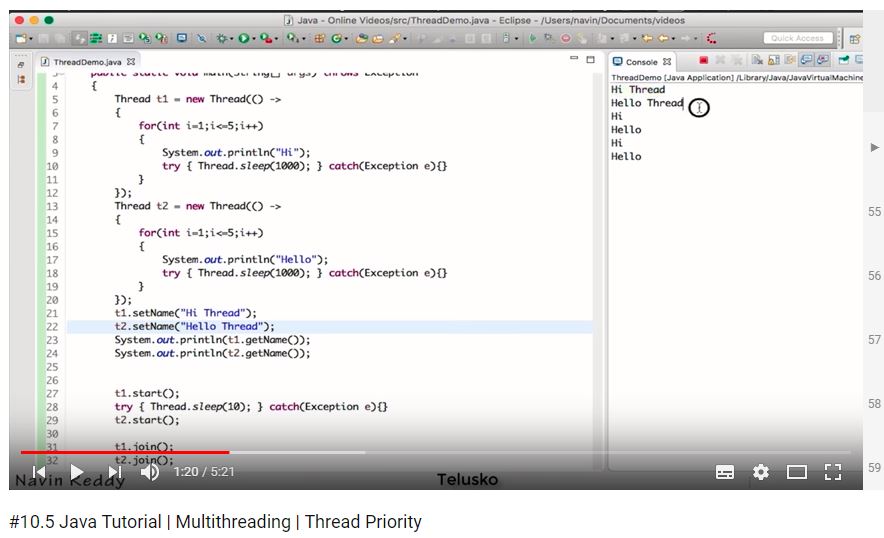 Java - Online Videos/src/ThreadDemo.java - Eclipse - /Users/navin/Documents/videos
Quick Access
ThreadDemo.java
public static void main(String[] args) throws Exception
4 {
5 Thread t1 = new Thread(() ->
6 {
7 for(int i=1;i<=5;i++)
8 {
9 System.out.println("Hi");
10 try { Thread.sleep(1000); } catch(Exception e){}
11 }
12 });
13 Thread t2 = new Thread(() ->
14 {
15 for(int i=1;i<=5;i++)
16 {
17 System.out.println("Hello");
18 try { Thread.sleep(1000); } catch(Exception e){}
19 }
20 });
21 t1.setName("Hi Thread");
22 t2.setName("Hello Thread");
23 System.out.println(t1.getName());
24 System.out.println(t2.getName());
25
26
27 t1.start();
28 try { Thread.sleep(10); } catch(Exception e){}
29 t2.start();
30
31 t1.join();
32 t2.join();
Console
ThreadDemo [Java Application] /Library/Java/JavaVirtualMachine
Hi Thread
Hello Thread
Hi
Hello
Hi
Hello
55
56
57
58
59
1:20 / 5:21
Navin Reddy
Telusko
#10.5 Java Tutorial | Multithreading | Thread Priority